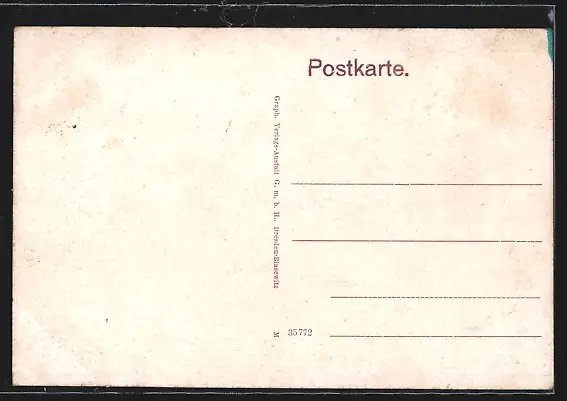 Postkarte.
Graph. Verlags-Anstalt G. m. b. H., Dresden-Blasewitz
M 35772